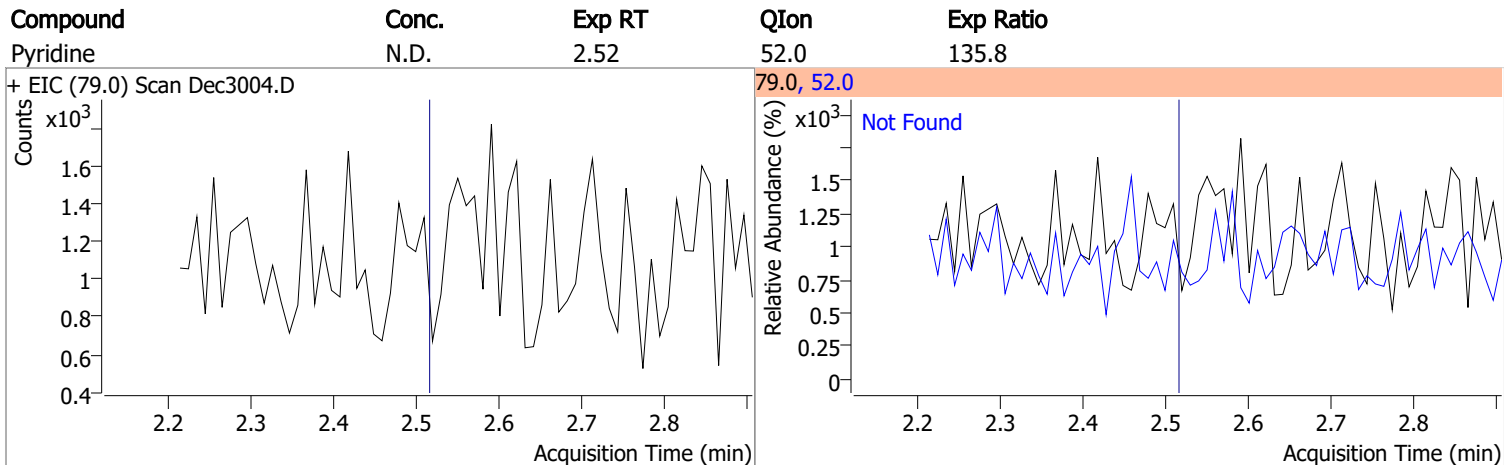 Compound Conc. Exp RT QIon Exp Ratio
Pyridine N.D. 2.52 52.0 135.8
+ EIC (79.0) Scan Dec3004.D
Counts
x10³
1.6
1.4
1.2
1
0.8
0.6
0.4
2.2 2.3 2.4 2.5 2.6 2.7 2.8
Acquisition Time (min)
79.0, 52.0
Relative Abundance (%)
x10³
Not Found
1.5
1.25
1
0.75
0.5
0.25
0
2.2 2.3 2.4 2.5 2.6 2.7 2.8
Acquisition Time (min)